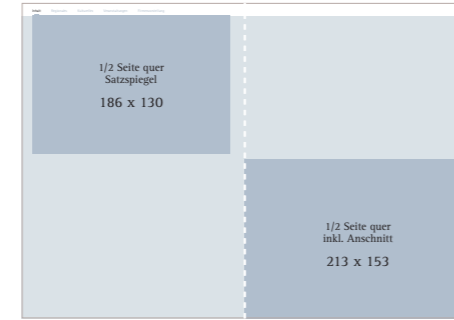 1/2 Seite quer
Satzspiegel
186 x 130
1/2 Seite quer
inkl. Anschnitt
213 x 153